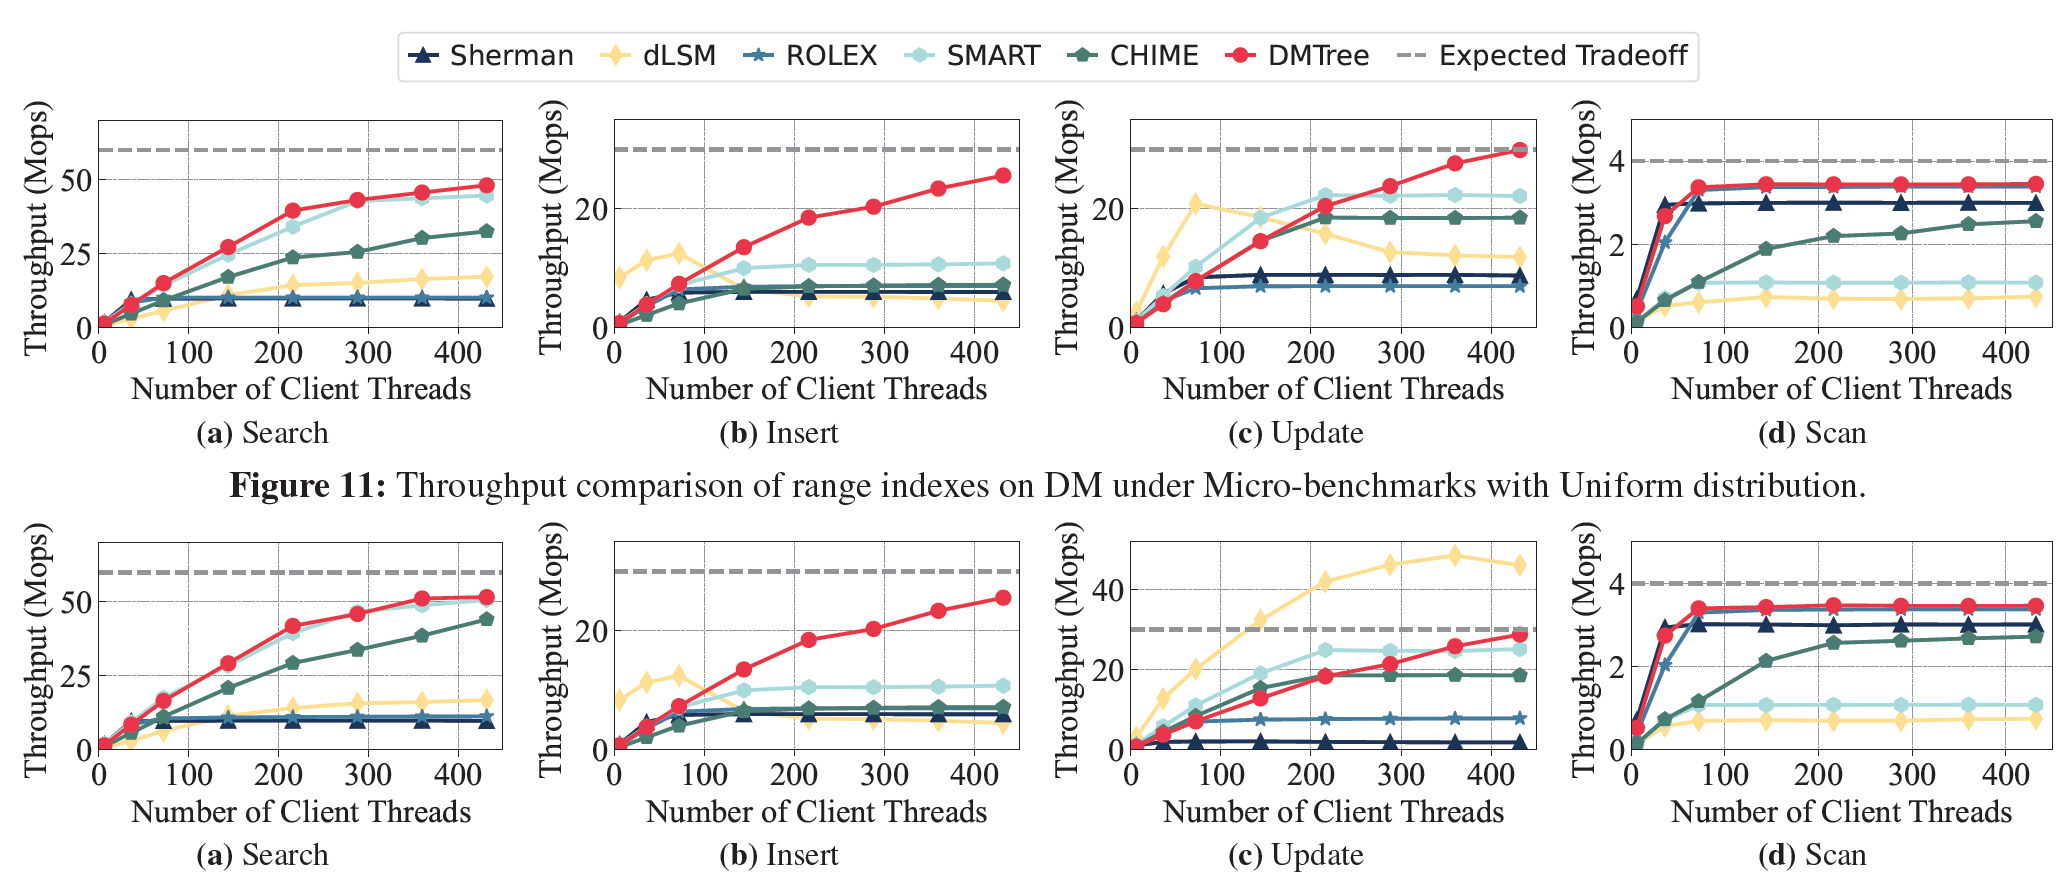 Sherman dLSM ROLEX SMART CHIME DMTree Expected Tradeoff
Throughput (Mops)
50
25
0
0 100 200 300 400
Number of Client Threads
(a) Search
Throughput (Mops)
20
0
0 100 200 300 400
Number of Client Threads
(b) Insert
Throughput (Mops)
20
0
0 100 200 300 400
Number of Client Threads
(c) Update
Throughput (Mops)
4
2
0
0 100 200 300 400
Number of Client Threads
(d) Scan
Figure 11: Throughput comparison of range indexes on DM under Micro-benchmarks with Uniform distribution.
Throughput (Mops)
50
25
0
0 100 200 300 400
Number of Client Threads
(a) Search
Throughput (Mops)
20
0
0 100 200 300 400
Number of Client Threads
(b) Insert
Throughput (Mops)
40
20
0
0 100 200 300 400
Number of Client Threads
(c) Update
Throughput (Mops)
4
2
0
0 100 200 300 400
Number of Client Threads
(d) Scan